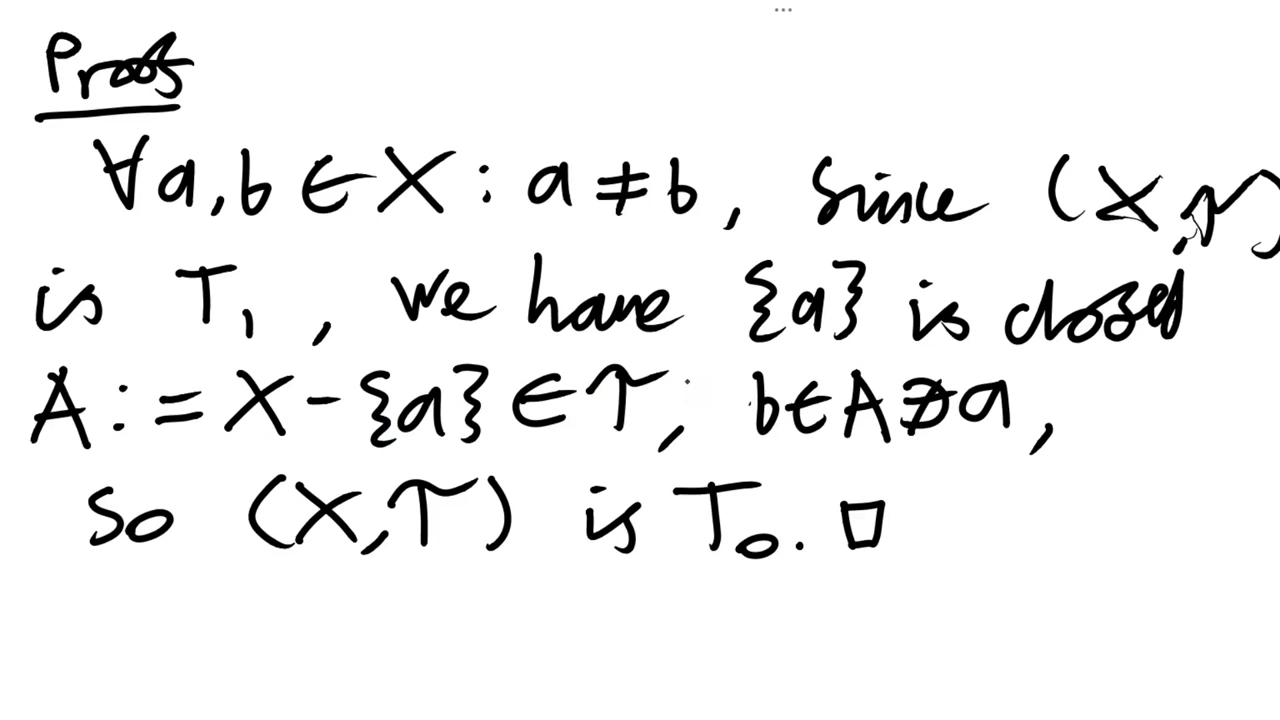 Proof
∀a,b∈X:a≠b, since (X,τ)
is T₁, we have {a} is closed
A:=X-{a}∈τ; b∈A∌a,
so (X,τ) is T₀. □